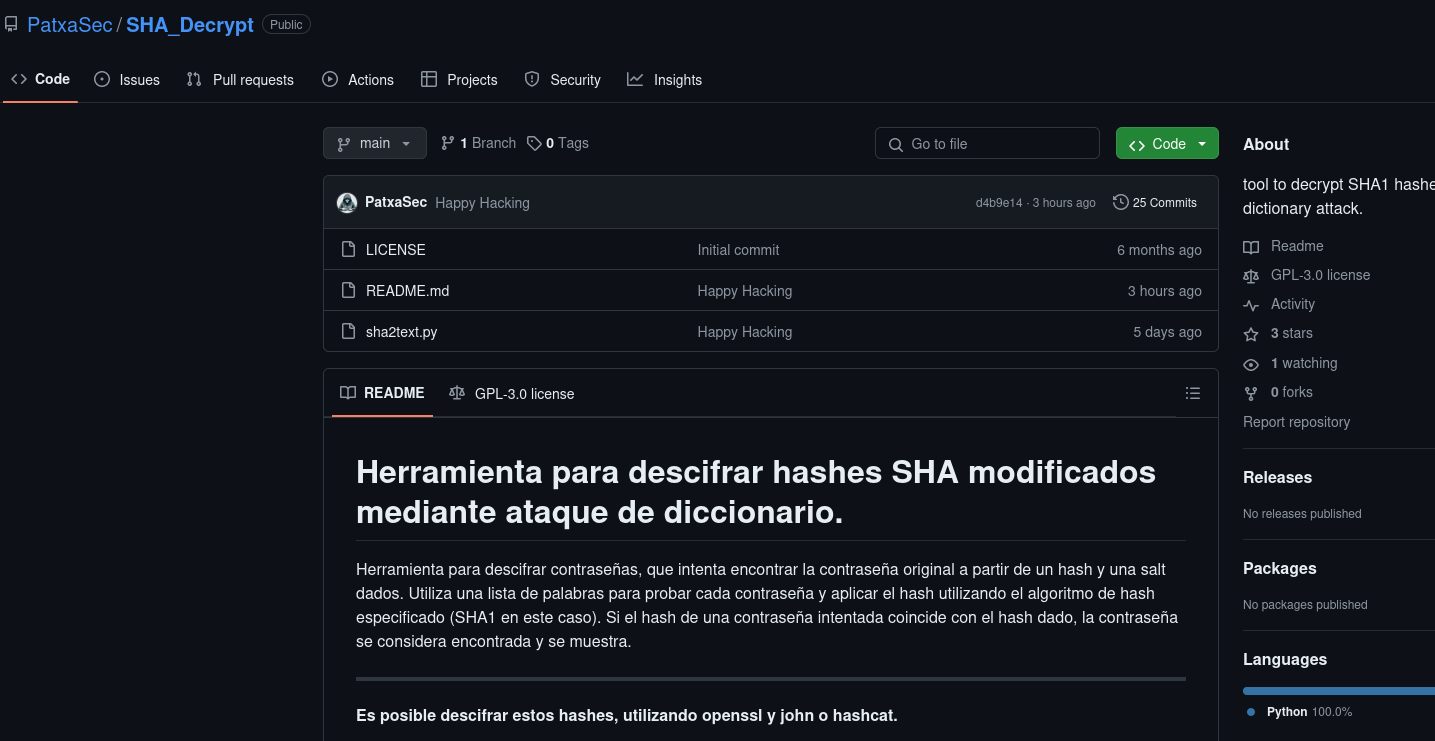 PatxaSec / SHA_Decrypt Public
Code Issues Pull requests Actions Projects Security Insights
main 1 Branch 0 Tags Go to file Code
PatxaSec Happy Hacking d4b9e14 · 3 hours ago 25 Commits
LICENSE Initial commit 6 months ago
README.md Happy Hacking 3 hours ago
sha2text.py Happy Hacking 5 days ago
README GPL-3.0 license
Herramienta para descifrar hashes SHA modificados
mediante ataque de diccionario.
Herramienta para descifrar contraseñas, que intenta encontrar la contraseña original a partir de un hash y una salt
dados. Utiliza una lista de palabras para probar cada contraseña y aplicar el hash utilizando el algoritmo de hash
especificado (SHA1 en este caso). Si el hash de una contraseña intentada coincide con el hash dado, la contraseña
se considera encontrada y se muestra.
Es posible descifrar estos hashes, utilizando openssl y john o hashcat.
About
tool to decrypt SHA1 hashe
dictionary attack.
Readme
GPL-3.0 license
Activity
3 stars
1 watching
0 forks
Report repository
Releases
No releases published
Packages
No packages published
Languages
Python 100.0%